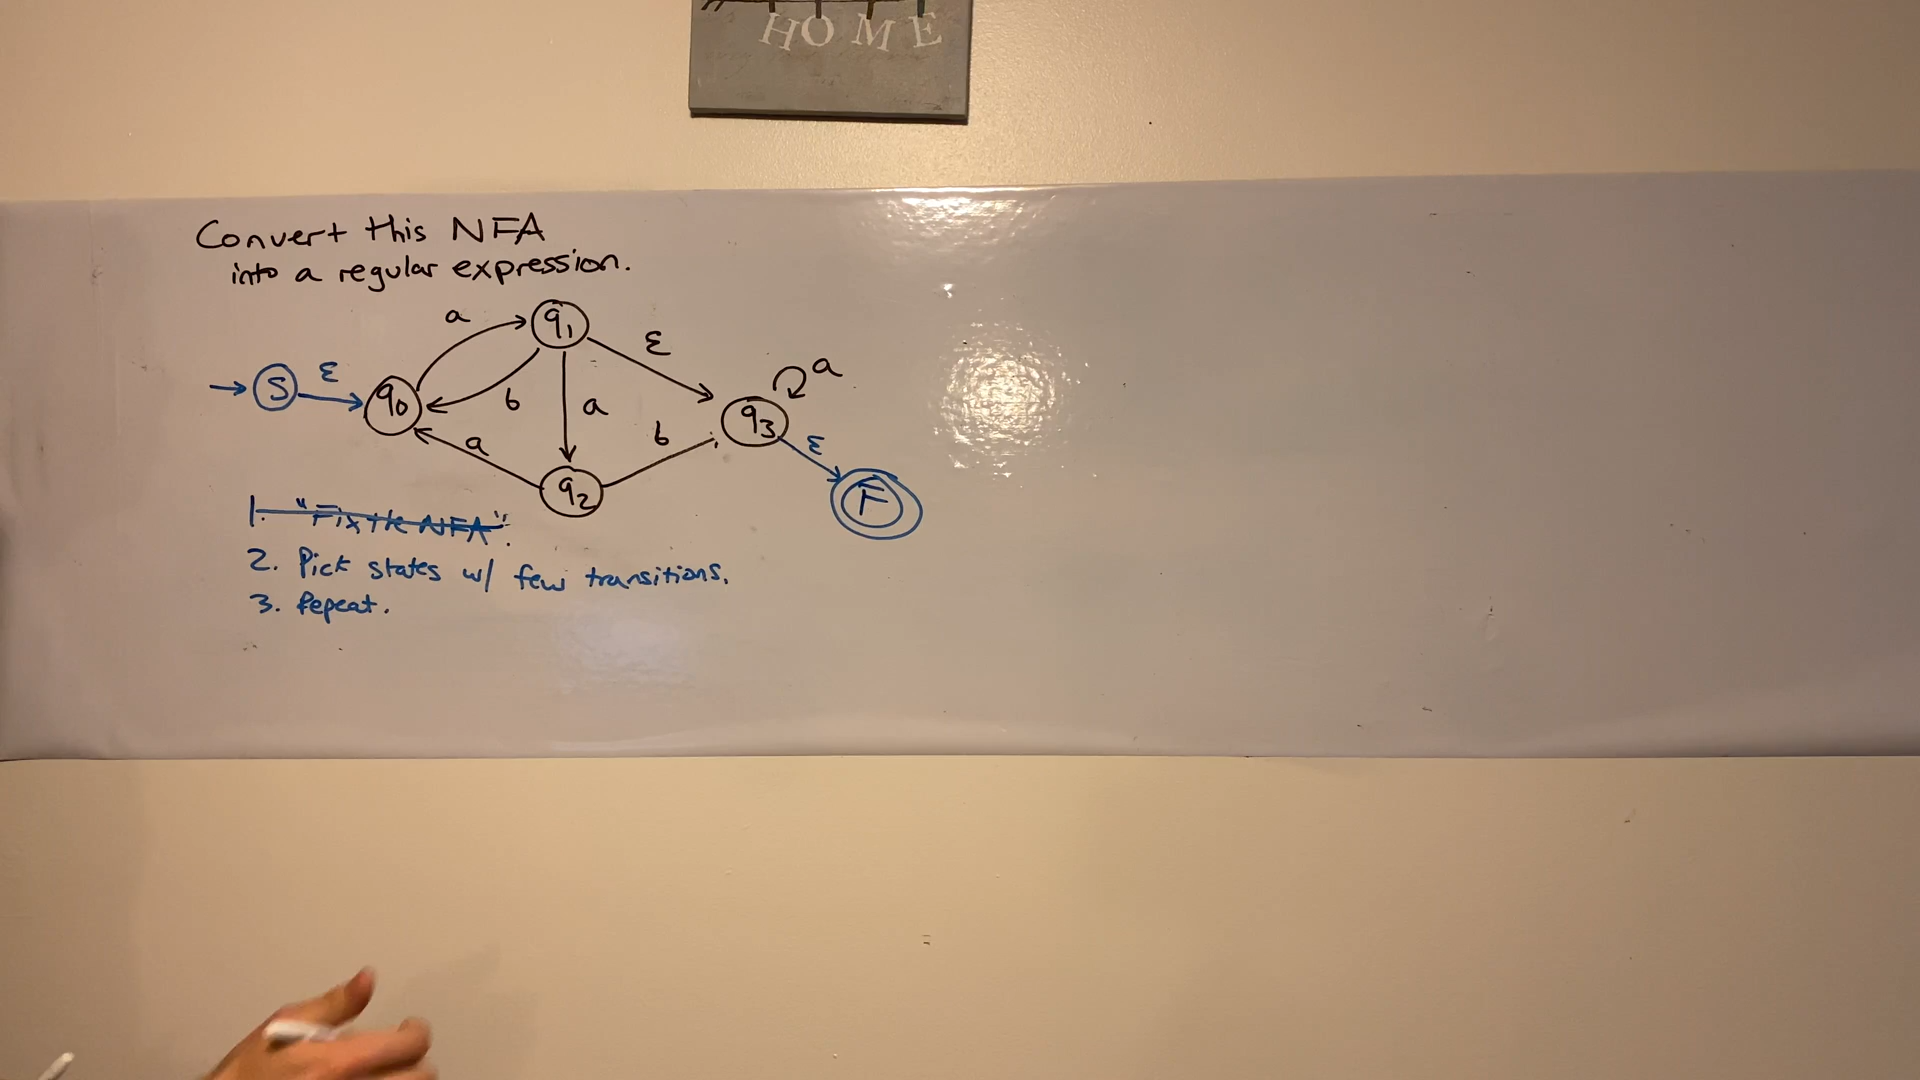 HOME
Convert this NFA
into a regular expression.
a
q1
ε
a
S
ε
q0
b
a
q3
b
ε
a
q2
F
1. "Fix the NFA".
2. Pick states w/ few transitions.
3. Repeat.